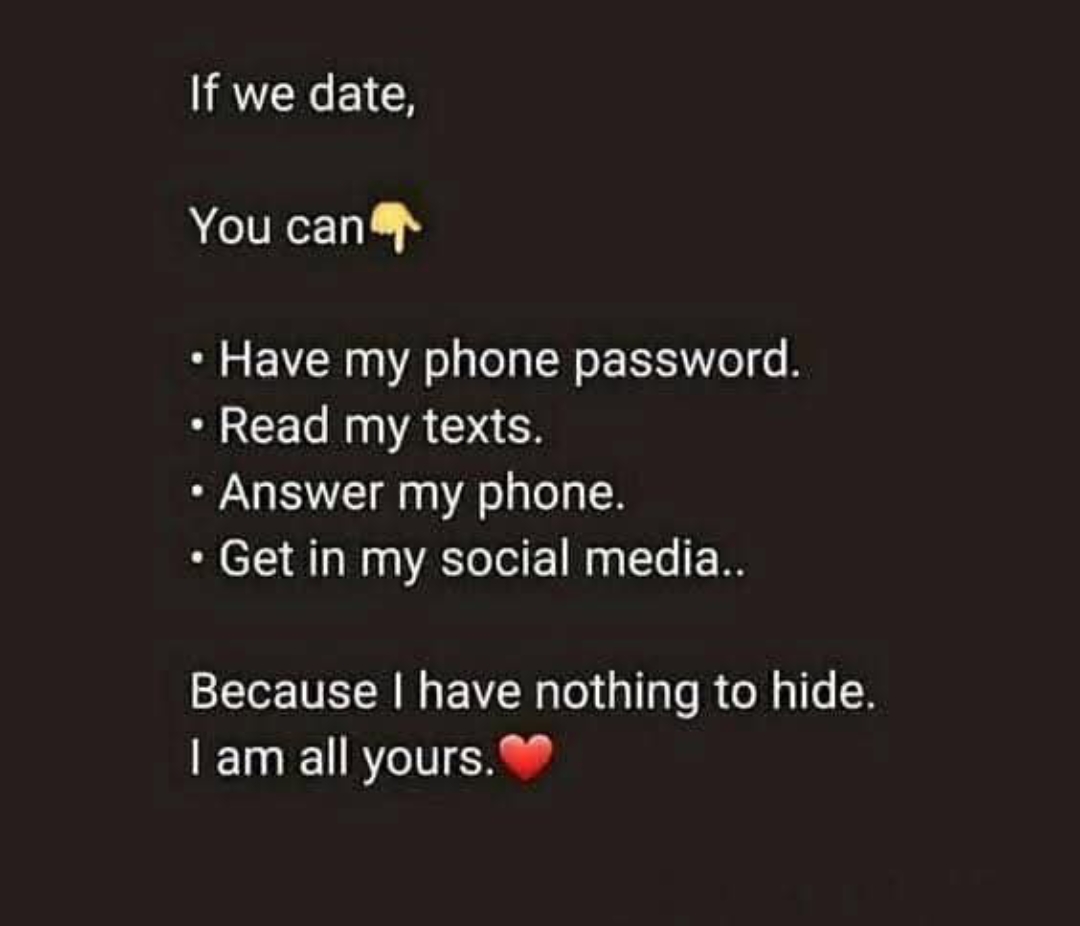 If we date,
You can👇
• Have my phone password.
• Read my texts.
• Answer my phone.
• Get in my social media..
Because I have nothing to hide.
I am all yours.❤️